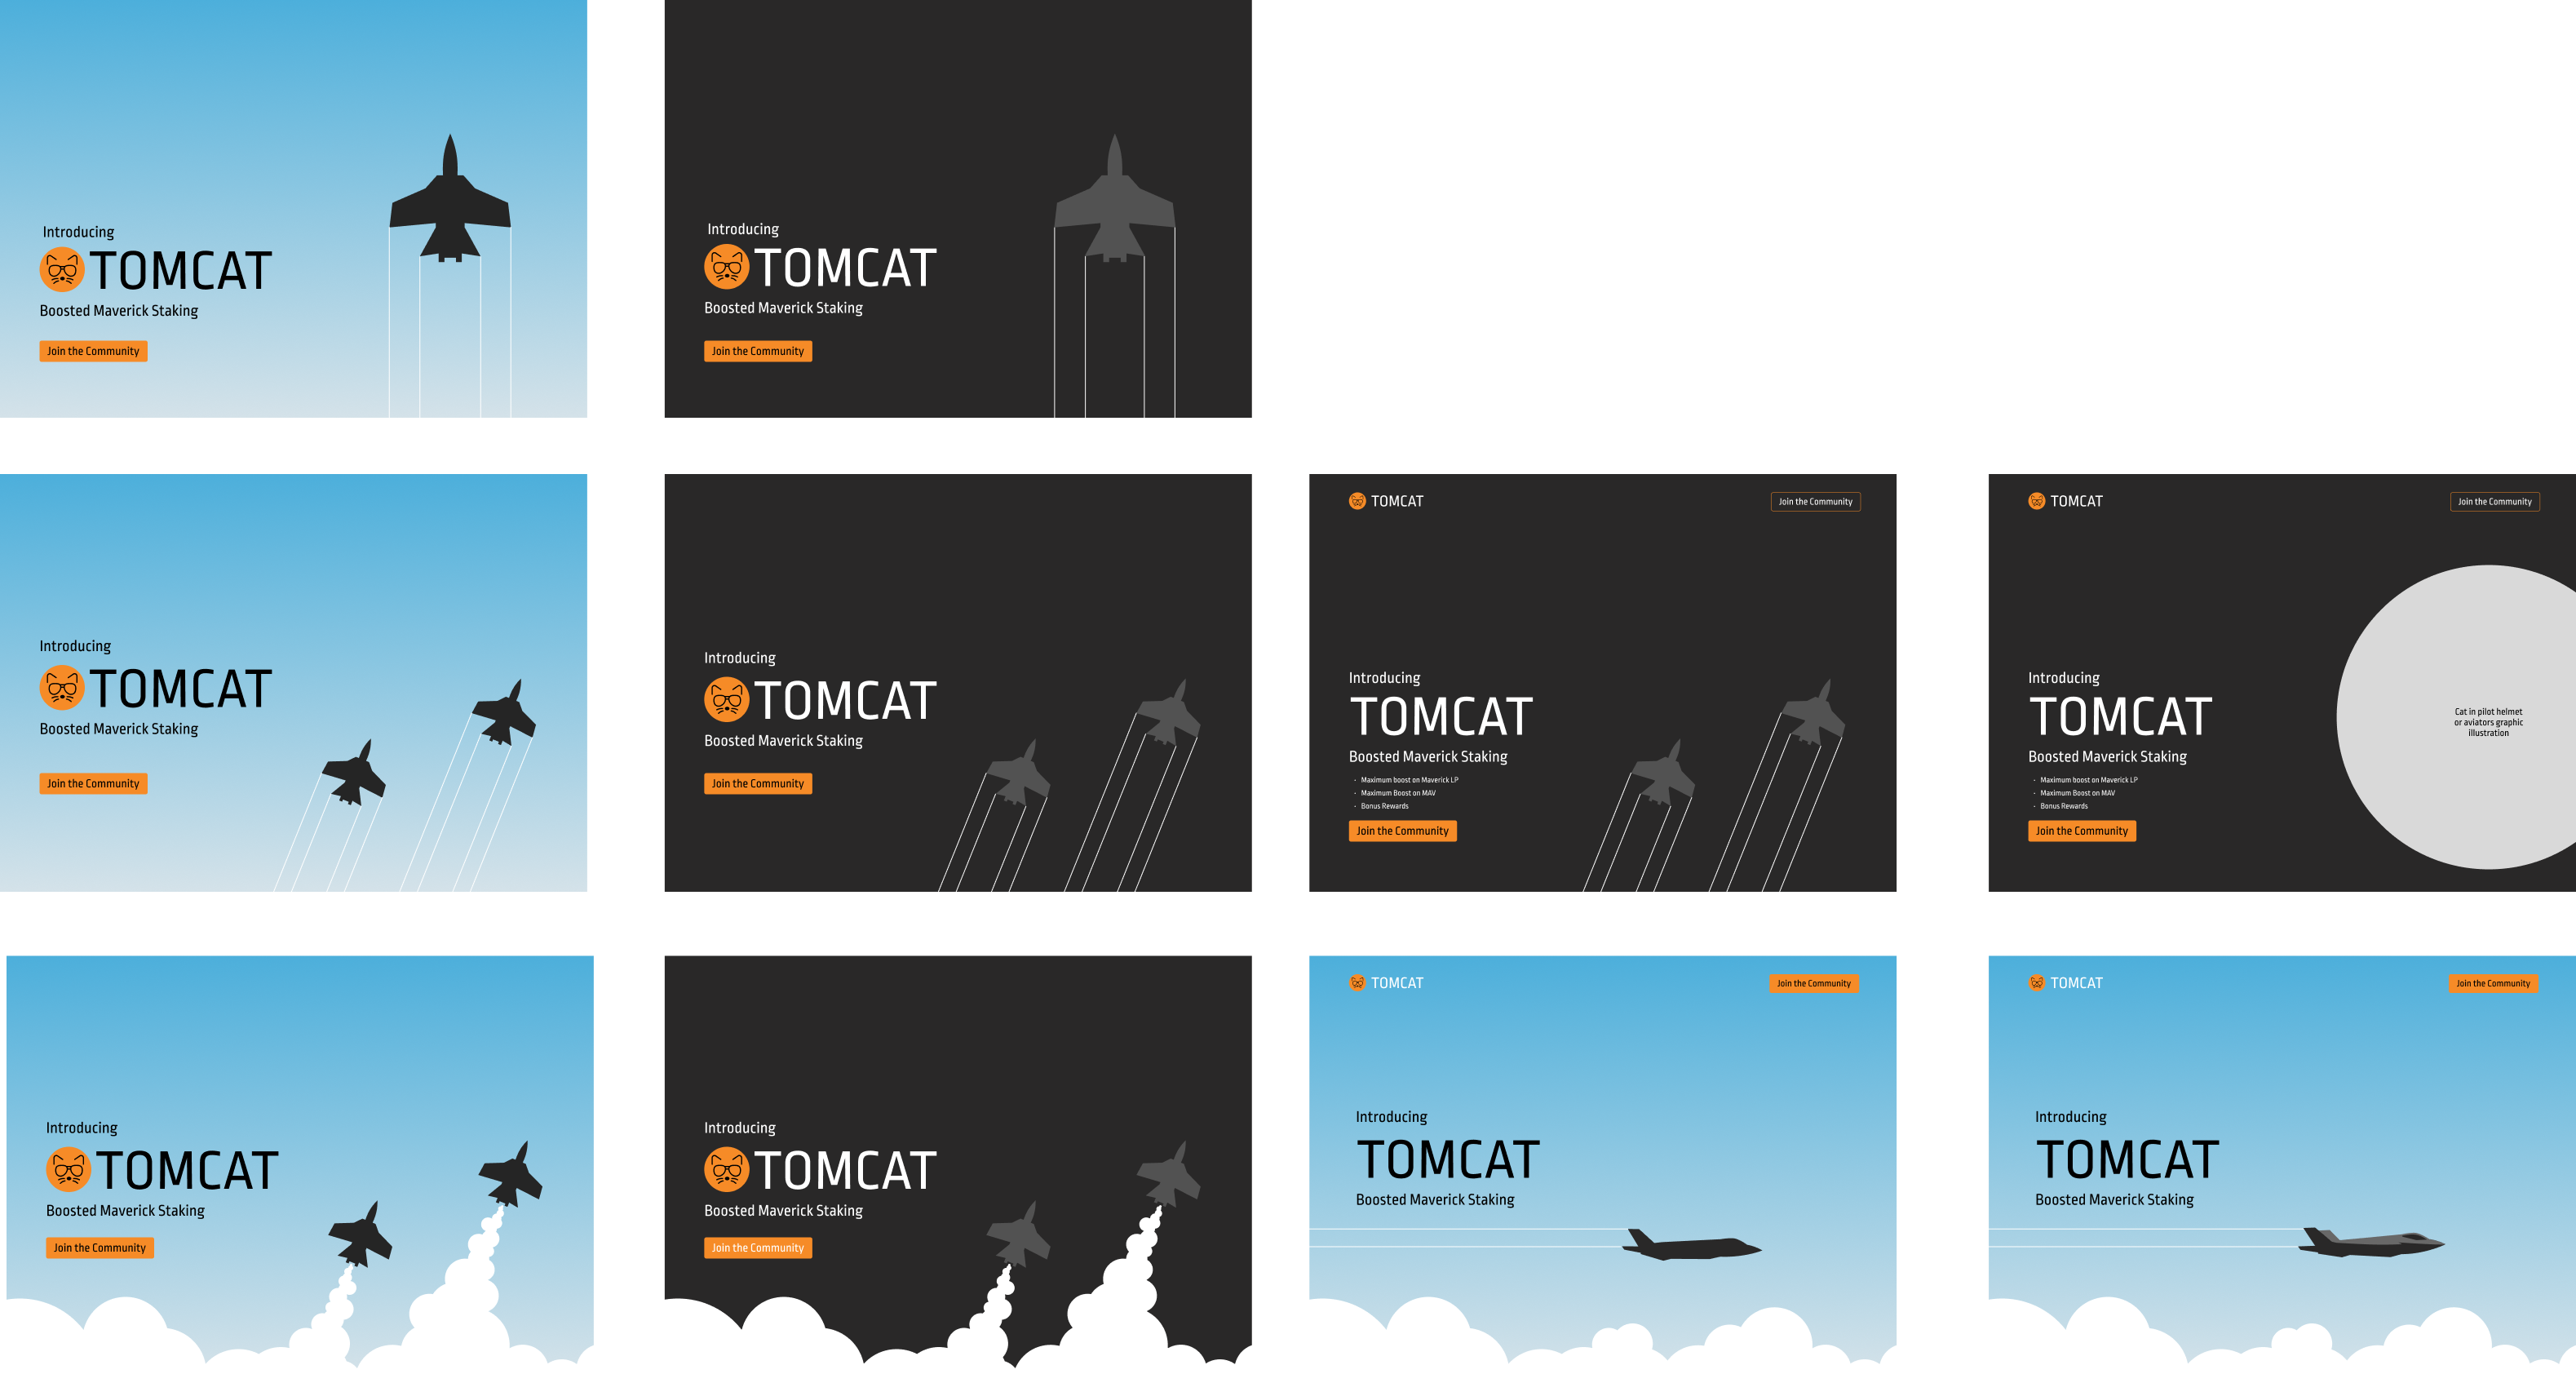 Introducing
TOMCAT
Boosted Maverick Staking
Join the Community
Introducing
TOMCAT
Boosted Maverick Staking
Join the Community
Introducing
TOMCAT
Boosted Maverick Staking
Join the Community
Introducing
TOMCAT
Boosted Maverick Staking
Join the Community
TOMCAT
Join the Community
Introducing
TOMCAT
Boosted Maverick Staking
· Maximum boost on Maverick LP
· Maximum Boost on MAV
· Bonus Rewards
Join the Community
TOMCAT
Join the Community
Introducing
TOMCAT
Boosted Maverick Staking
· Maximum boost on Maverick LP
· Maximum Boost on MAV
· Bonus Rewards
Join the Community
Cat in pilot helmet
or aviators graphic
illustration
Introducing
TOMCAT
Boosted Maverick Staking
Join the Community
Introducing
TOMCAT
Boosted Maverick Staking
Join the Community
TOMCAT
Join the Community
Introducing
TOMCAT
Boosted Maverick Staking
TOMCAT
Join the Community
Introducing
TOMCAT
Boosted Maverick Staking